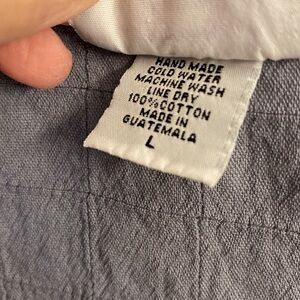 HAND MADE
COLD WATER
MACHINE WASH
LINE DRY
100% COTTON
MADE IN
GUATEMALA
L